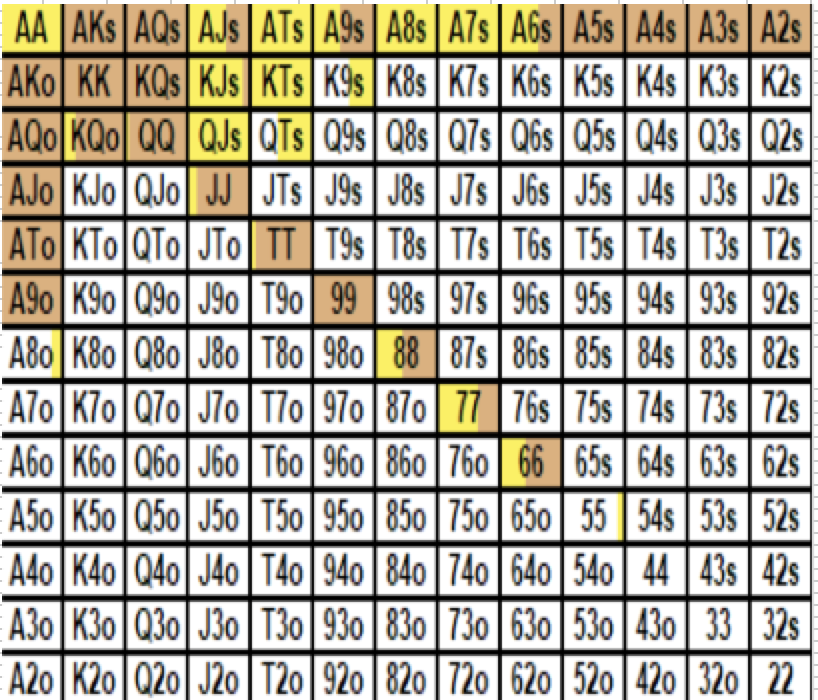 AA AKs AQs AJs ATs A9s A8s A7s A6s A5s A4s A3s A2s
AKo KK KQs KJs KTs K9s K8s K7s K6s K5s K4s K3s K2s
AQo KQo QQ QJs QTs Q9s Q8s Q7s Q6s Q5s Q4s Q3s Q2s
AJo KJo QJo JJ JTs J9s J8s J7s J6s J5s J4s J3s J2s
ATo KTo QTo JTo TT T9s T8s T7s T6s T5s T4s T3s T2s
A9o K9o Q9o J9o T9o 99 98s 97s 96s 95s 94s 93s 92s
A8o K8o Q8o J8o T8o 98o 88 87s 86s 85s 84s 83s 82s
A7o K7o Q7o J7o T7o 97o 87o 77 76s 75s 74s 73s 72s
A6o K6o Q6o J6o T6o 96o 86o 76o 66 65s 64s 63s 62s
A5o K5o Q5o J5o T5o 95o 85o 75o 65o 55 54s 53s 52s
A4o K4o Q4o J4o T4o 94o 84o 74o 64o 54o 44 43s 42s
A3o K3o Q3o J3o T3o 93o 83o 73o 63o 53o 43o 33 32s
A2o K2o Q2o J2o T2o 92o 82o 72o 62o 52o 42o 32o 22